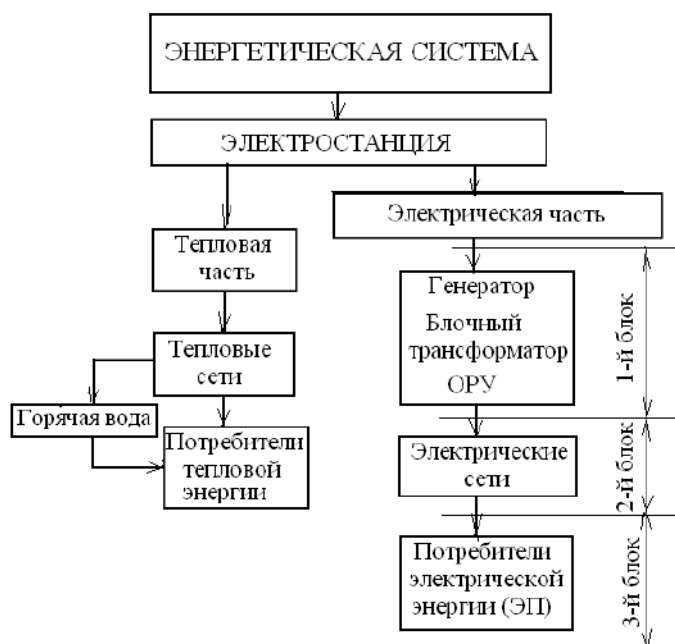 ЭНЕРГЕТИЧЕСКАЯ СИСТЕМА
ЭЛЕКТРОСТАНЦИЯ
Электрическая часть
Тепловая
часть
Генератор
Блочный
трансформатор
ОРУ
1-й блок
Тепловые
сети
Горячая вода
Потребители
тепловой
энергии
Электрические
сети
2-й блок
Потребители
электрической
энергии (ЭП)
3-й блок